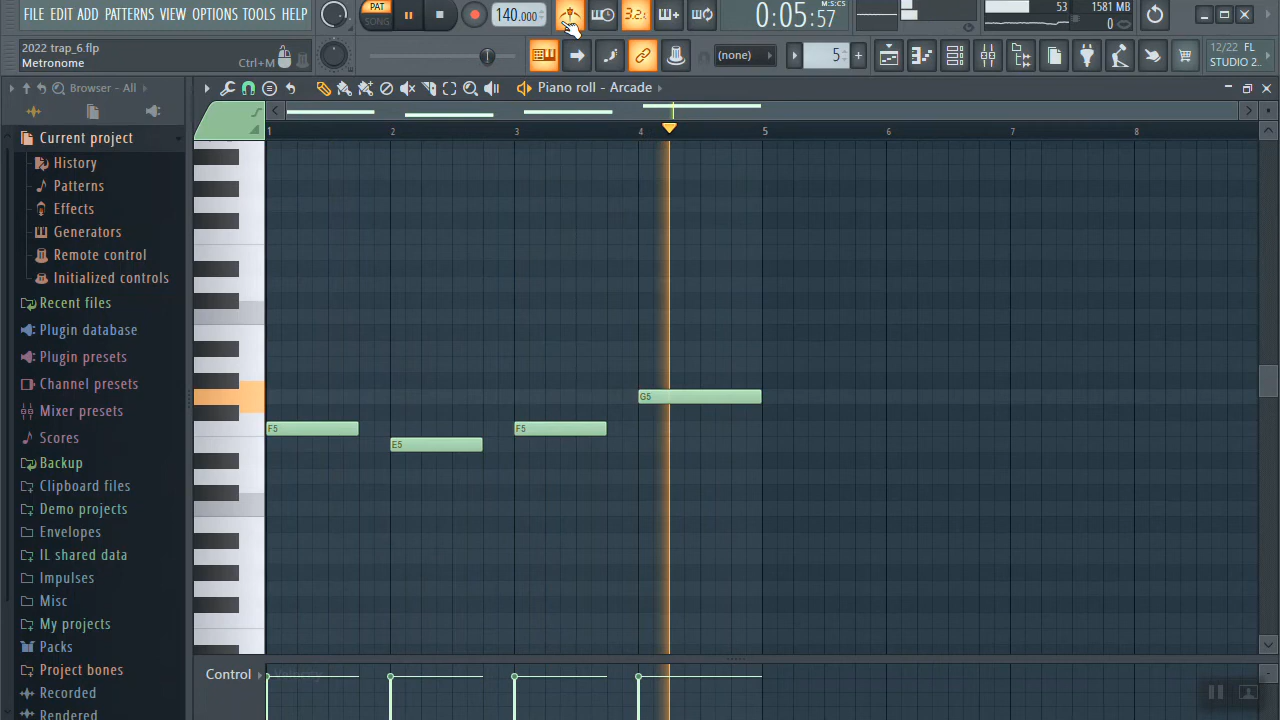 FILE EDIT ADD PATTERNS VIEW OPTIONS TOOLS HELP
PAT
SONG
140.000
3.2.
0:05:57
M:S:CS
53
1581 MB
0
2022 trap_6.flp
Metronome
Ctrl+M
(none)
5
12/22 FL
STUDIO 2...
Browser - All
Piano roll - Arcade
1 2 3 4 5 6 7 8
Current project
History
Patterns
Effects
Generators
Remote control
Initialized controls
Recent files
Plugin database
Plugin presets
Channel presets
Mixer presets
Scores
Backup
Clipboard files
Demo projects
Envelopes
IL shared data
Impulses
Misc
My projects
Packs
Project bones
Recorded
Rendered
G5
F5
F5
E5
Control
Velocity